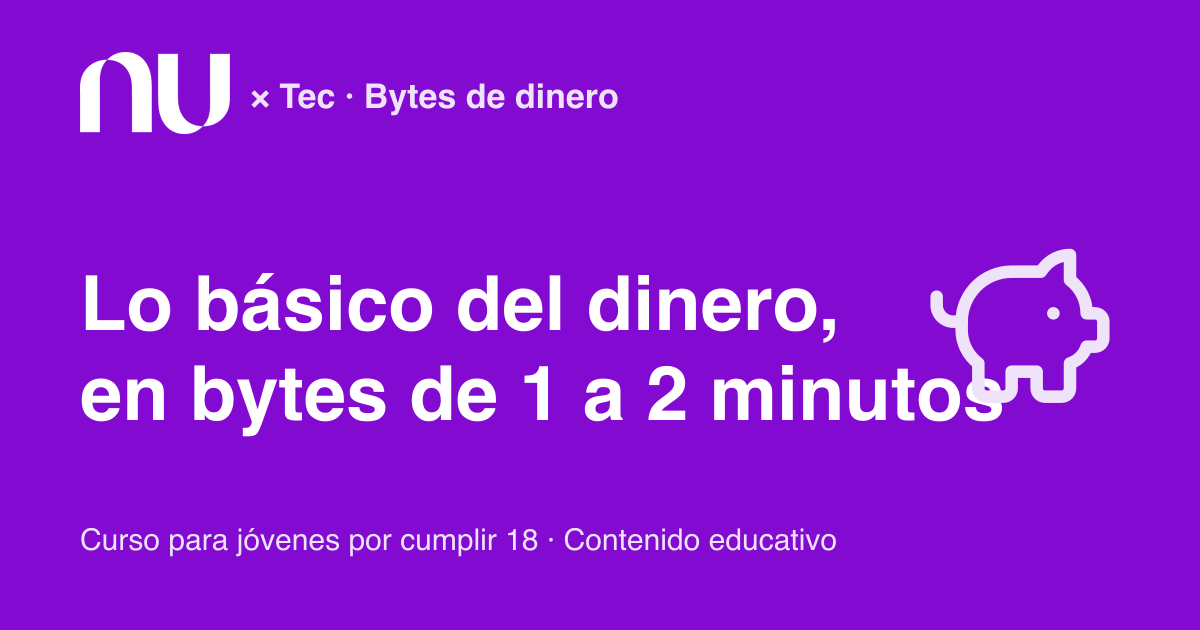 nu × Tec · Bytes de dinero
Lo básico del dinero,
en bytes de 1 a 2 minutos
Curso para jóvenes por cumplir 18 · Contenido educativo